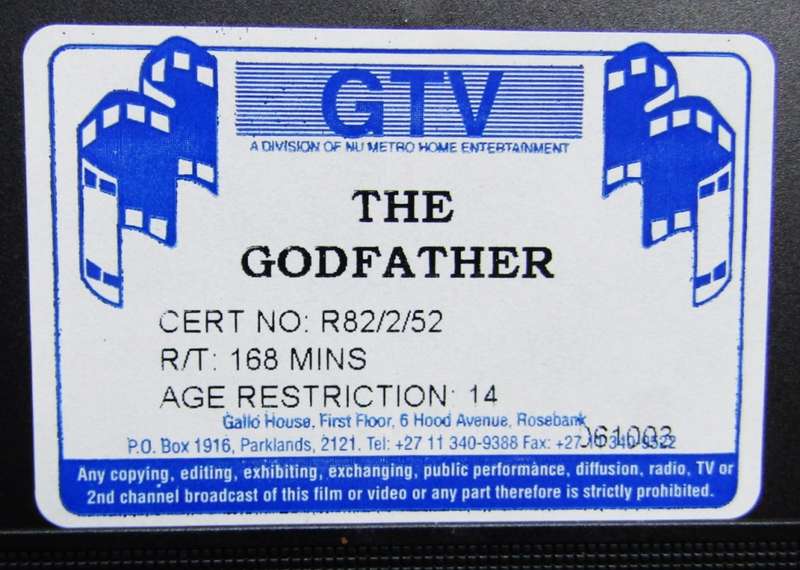 GTV
A DIVISION OF NU METRO HOME ENTERTAINMENT
THE
GODFATHER
CERT NO: R82/2/52
R/T: 168 MINS
AGE RESTRICTION: 14
Gallo House, First Floor, 6 Hood Avenue, Rosebank
P.O. Box 1916, Parklands, 2121. Tel: +27 11 340-9388 Fax: +27
061003
Any copying, editing, exhibiting, exchanging, public performance, diffusion, radio, TV or
2nd channel broadcast of this film or video or any part therefore is strictly prohibited.